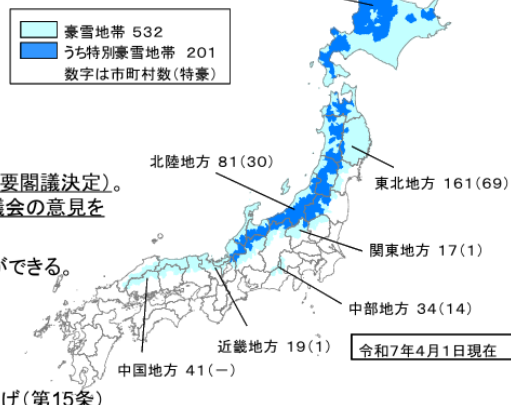 豪雪地帯 532
うち特別豪雪地帯 201
数字は市町村数(特豪)
北陸地方 81(30)
要閣議決定)。
東北地方 161(69)
議会の意見を
関東地方 17(1)
ができる。
中部地方 34(14)
近畿地方 19(1)
令和7年4月1日現在
中国地方 41(-)
げ(第15条)